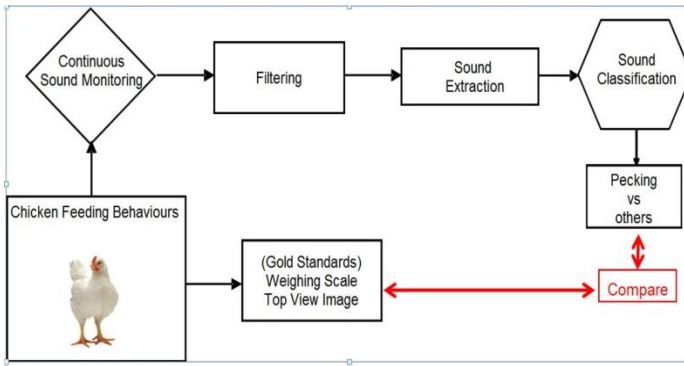 Continuous
Sound Monitoring
Filtering
Sound
Extraction
Sound
Classification
Pecking
vs
others
Chicken Feeding Behaviours
(Gold Standards)
Weighing Scale
Top View Image
Compare